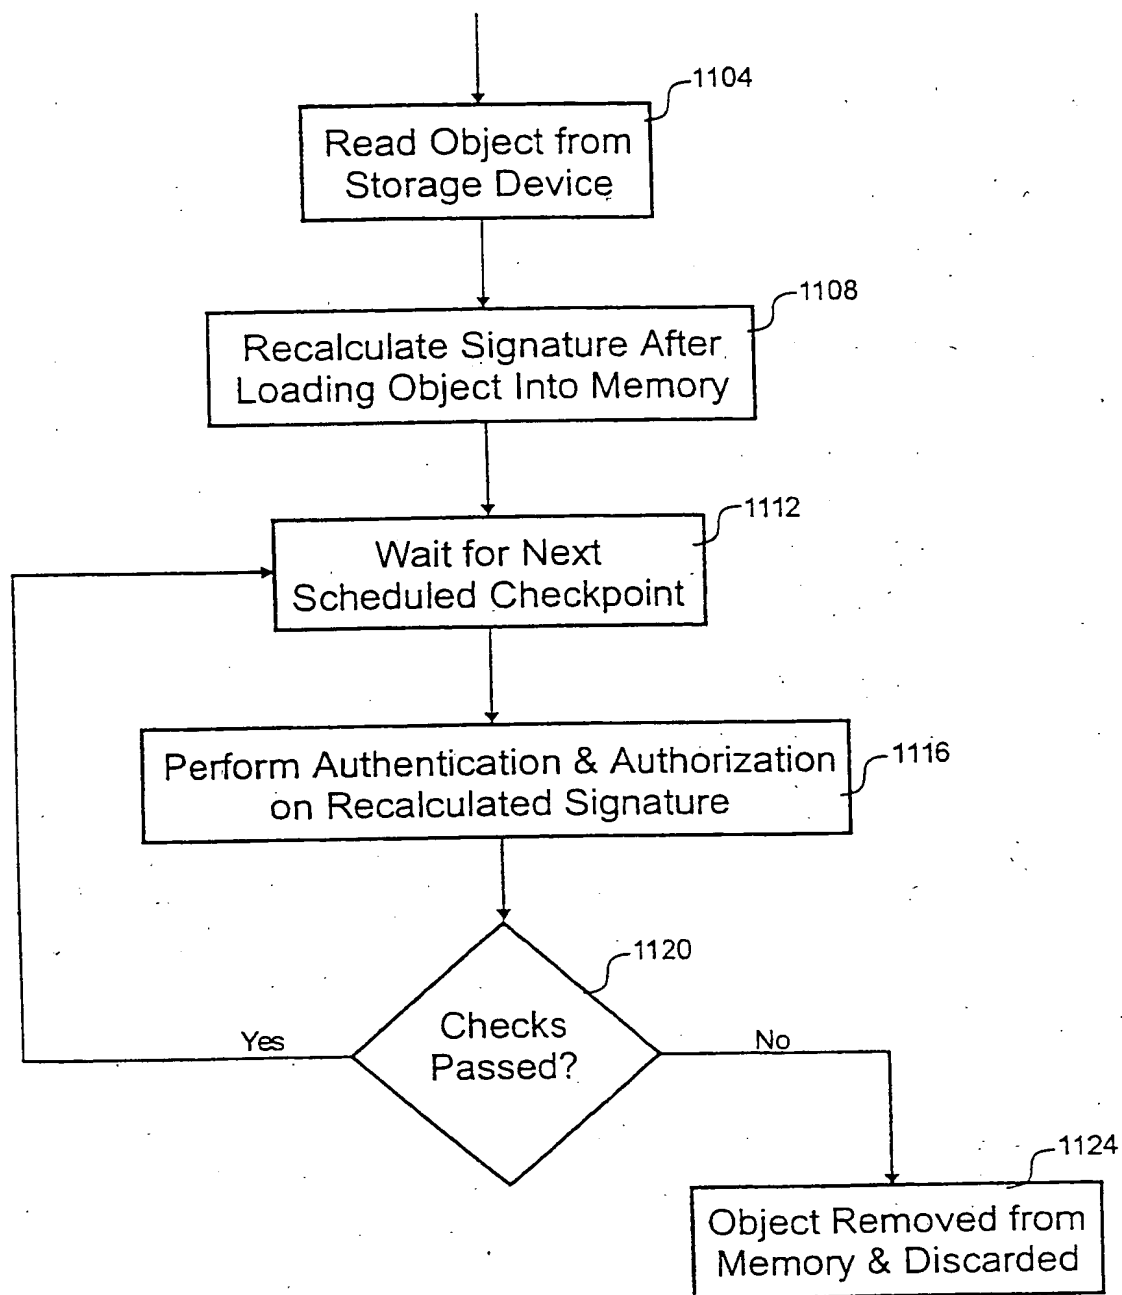 1104
Read Object from
Storage Device
1108
Recalculate Signature After
Loading Object Into Memory
1112
Wait for Next
Scheduled Checkpoint
Perform Authentication & Authorization
on Recalculated Signature
1116
1120
Checks
Passed?
Yes
No
1124
Object Removed from
Memory & Discarded